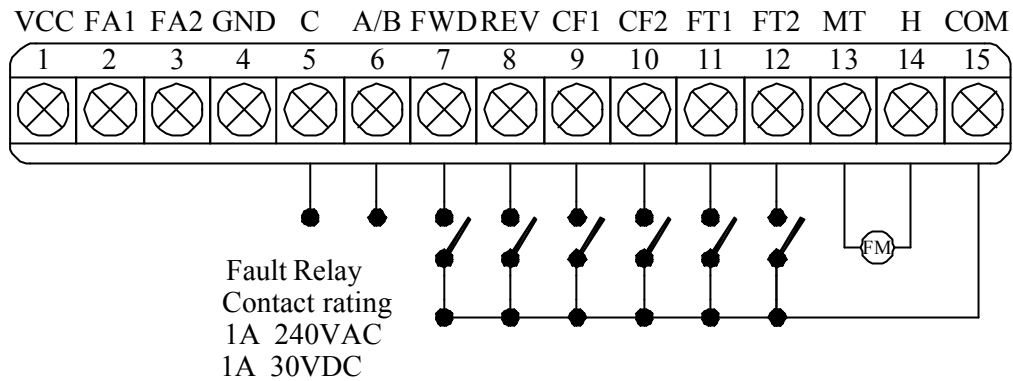 VCC FA1 FA2 GND C A/B FWD REV CF1 CF2 FT1 FT2 MT H COM
1 2 3 4 5 6 7 8 9 10 11 12 13 14 15
FM
Fault Relay
Contact rating
1A 240VAC
1A 30VDC